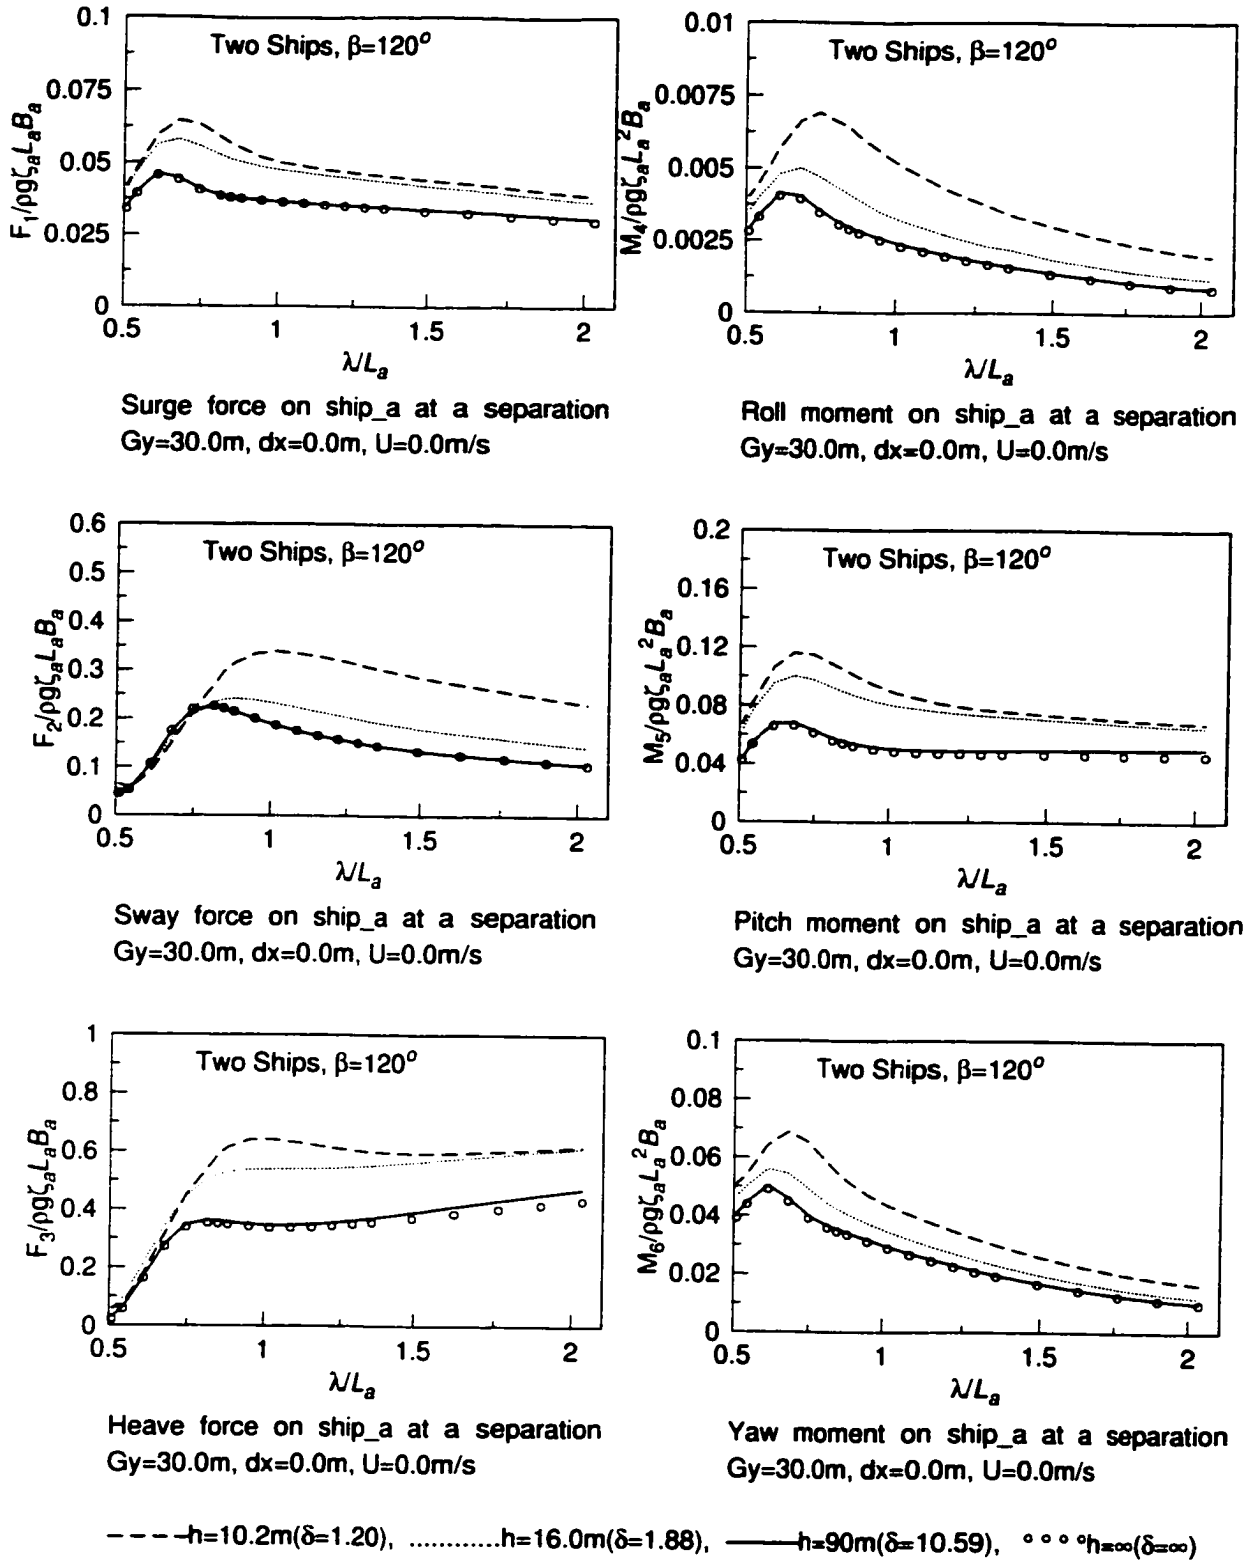 0.1
0.075
0.05
0.025
0
F₁/ρgζₐLₐBₐ
Two Ships, β=120°
0.5 1 1.5 2
λ/Lₐ
Surge force on ship_a at a separation
Gy=30.0m, dx=0.0m, U=0.0m/s
0.01
0.0075
0.005
0.0025
0
M₄/ρgζₐLₐ²Bₐ
Two Ships, β=120°
0.5 1 1.5 2
λ/Lₐ
Roll moment on ship_a at a separation
Gy=30.0m, dx=0.0m, U=0.0m/s
0.6
0.5
0.4
0.3
0.2
0.1
0
F₂/ρgζₐLₐBₐ
Two Ships, β=120°
0.5 1 1.5 2
λ/Lₐ
Sway force on ship_a at a separation
Gy=30.0m, dx=0.0m, U=0.0m/s
0.2
0.16
0.12
0.08
0.04
0
M₅/ρgζₐLₐ²Bₐ
Two Ships, β=120°
0.5 1 1.5 2
λ/Lₐ
Pitch moment on ship_a at a separation
Gy=30.0m, dx=0.0m, U=0.0m/s
1
0.8
0.6
0.4
0.2
0
F₃/ρgζₐLₐBₐ
Two Ships, β=120°
0.5 1 1.5 2
λ/Lₐ
Heave force on ship_a at a separation
Gy=30.0m, dx=0.0m, U=0.0m/s
0.1
0.08
0.06
0.04
0.02
0
M₆/ρgζₐLₐ²Bₐ
Two Ships, β=120°
0.5 1 1.5 2
λ/Lₐ
Yaw moment on ship_a at a separation
Gy=30.0m, dx=0.0m, U=0.0m/s
h=10.2m(δ=1.20), h=16.0m(δ=1.88), h=90m(δ=10.59), h=∞(δ=∞)